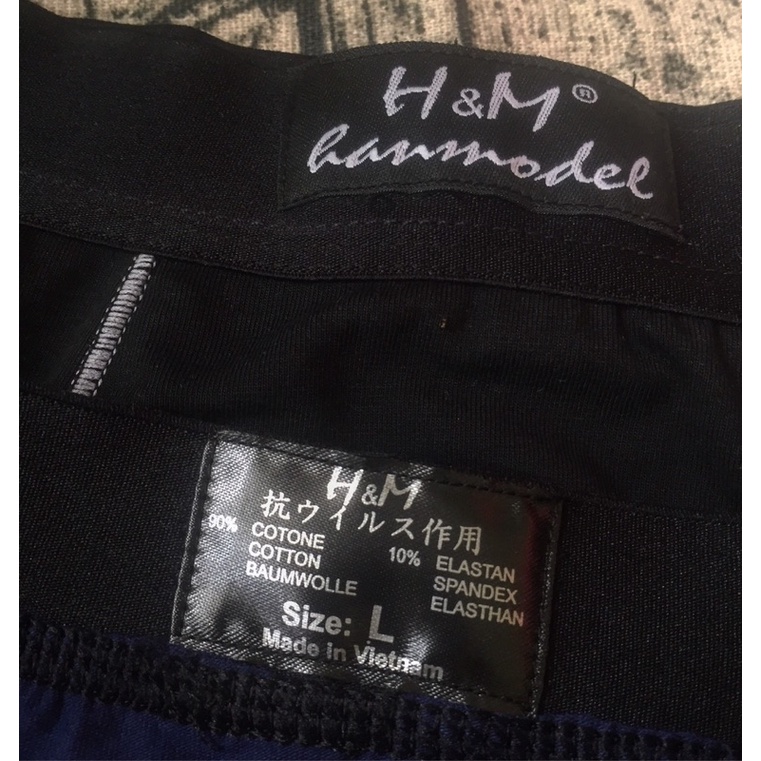 H&M®
hanmodel
H&M
抗ウイルス作用
90% COTONE 10% ELASTAN
COTTON SPANDEX
BAUMWOLLE ELASTHAN
Size: L
Made in Vietnam